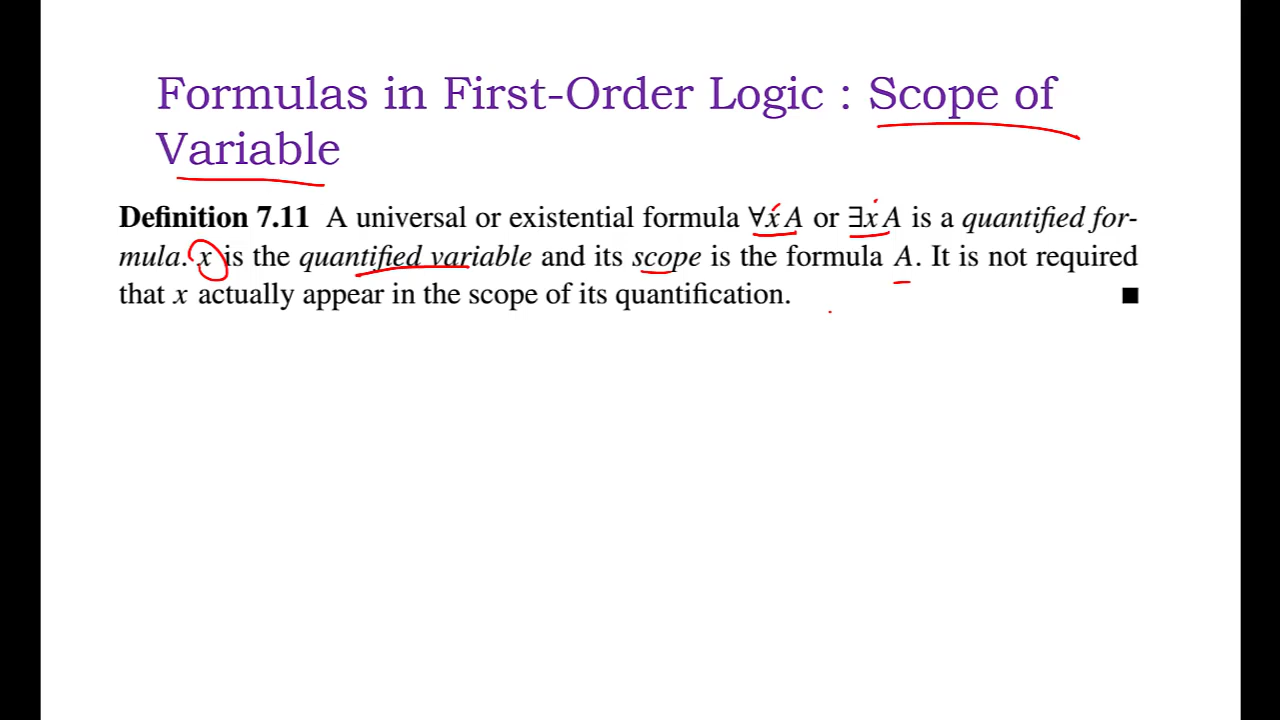 Formulas in First-Order Logic : Scope of
Variable
Definition 7.11 A universal or existential formula ∀xA or ∃xA is a quantified for-
mula. x is the quantified variable and its scope is the formula A. It is not required
that x actually appear in the scope of its quantification. ■